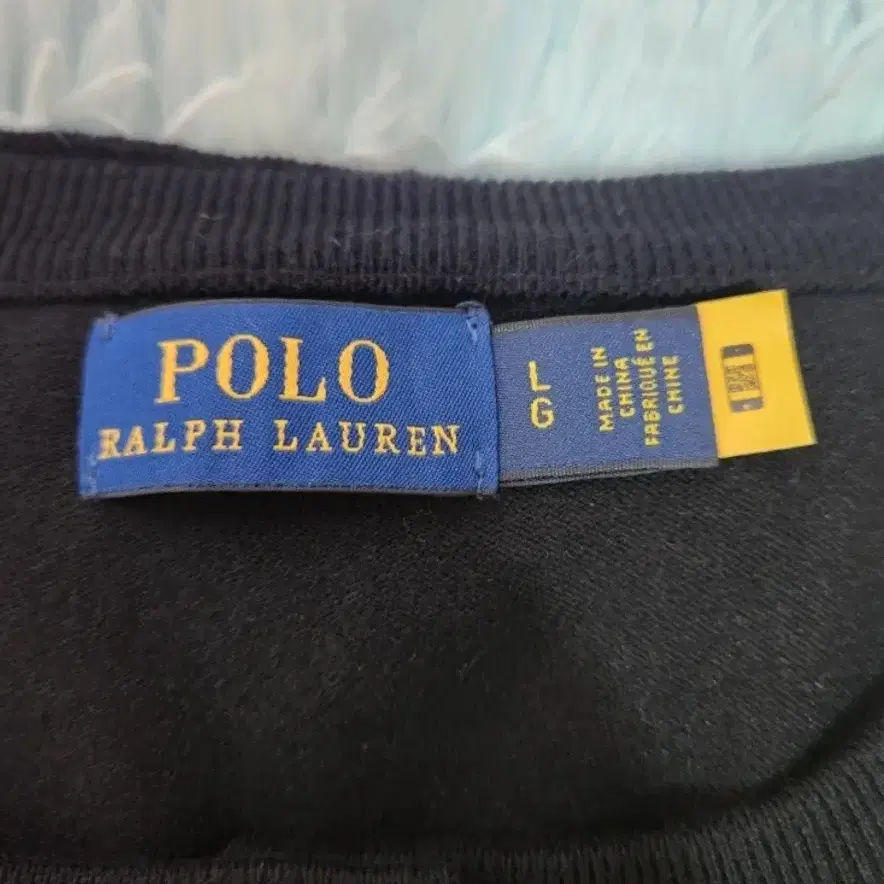 POLO
RALPH LAUREN
L
G
MADE IN
CHINA
FABRIQUÉ EN
CHINE